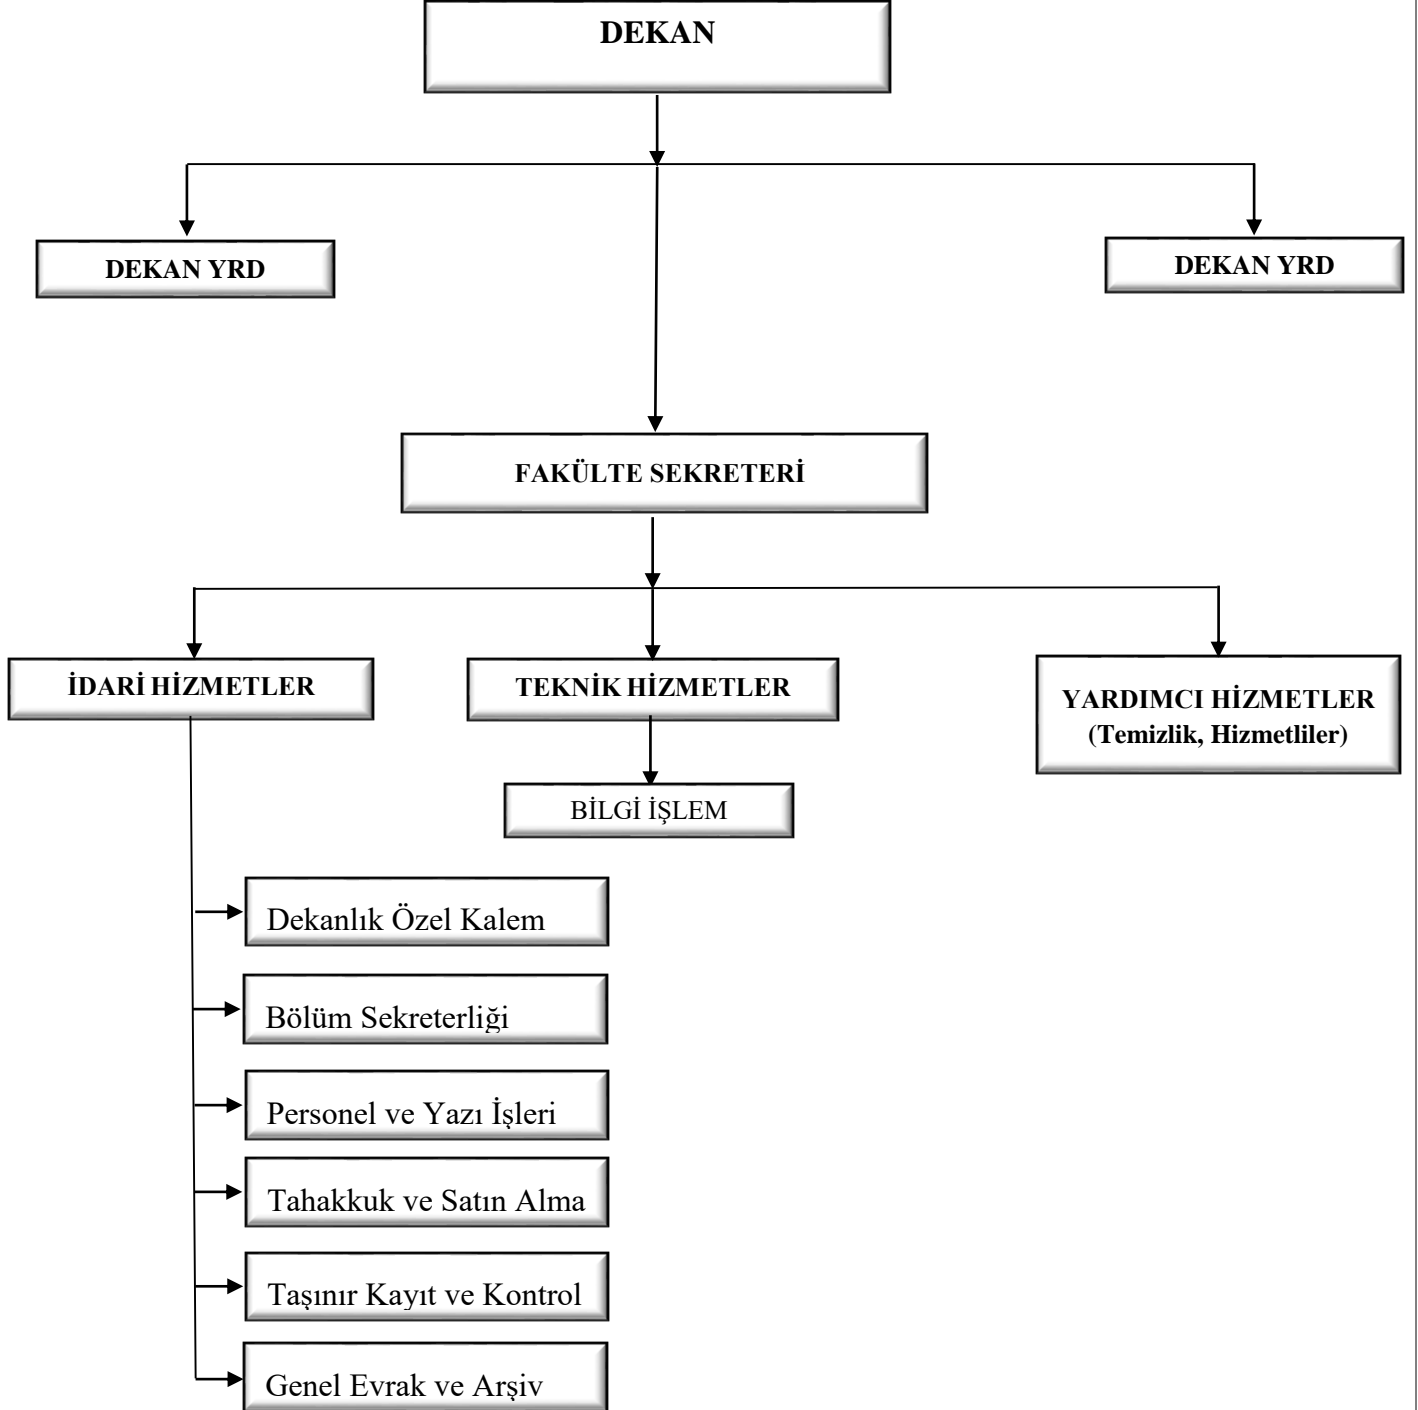 DEKAN
DEKAN YRD
DEKAN YRD
FAKÜLTE SEKRETERİ
İDARİ HİZMETLER
TEKNİK HİZMETLER
YARDIMCI HİZMETLER
(Temizlik, Hizmetliler)
BİLGİ İŞLEM
Dekanlık Özel Kalem
Bölüm Sekreterliği
Personel ve Yazı İşleri
Tahakkuk ve Satın Alma
Taşınır Kayıt ve Kontrol
Genel Evrak ve Arşiv